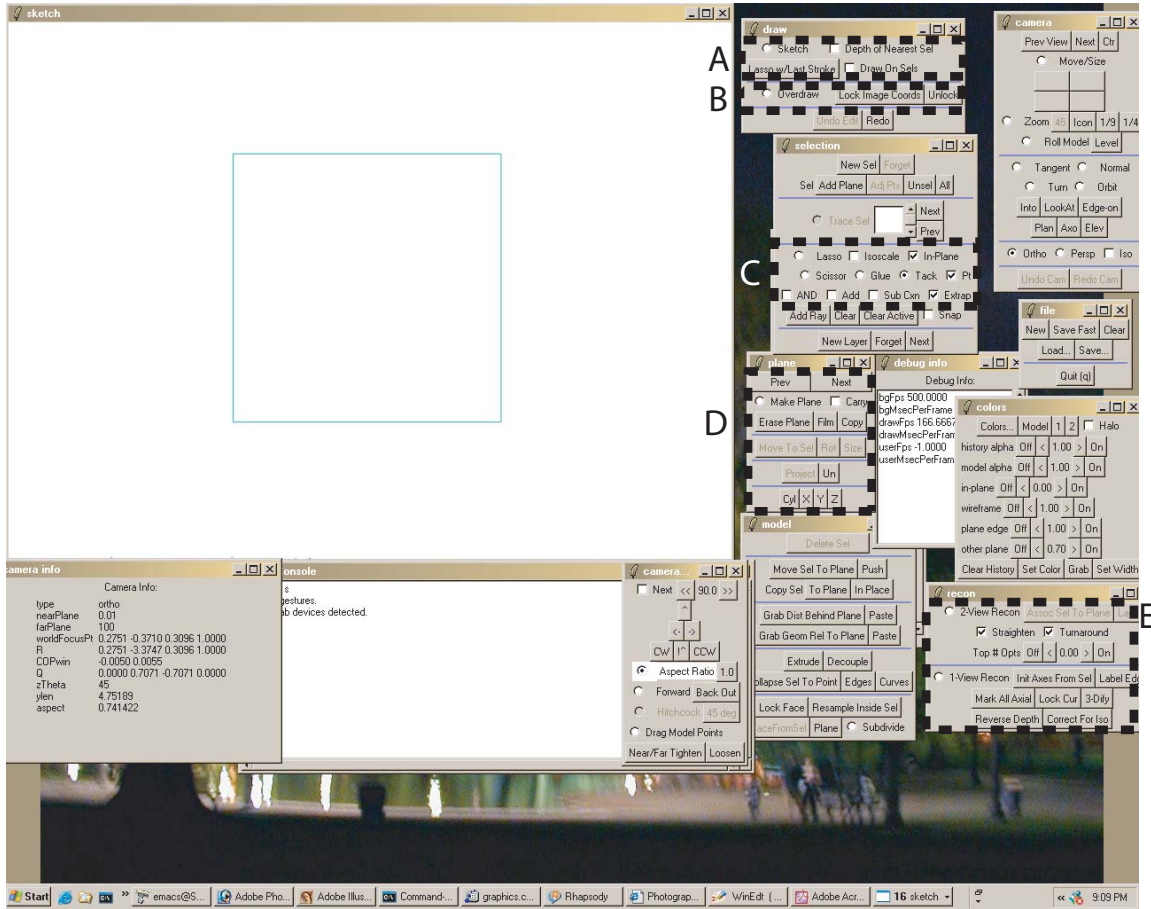 sketch
A
B
C
D
E
draw
Sketch Depth of Nearest Sel
Lasso w/Last Stroke Draw On Sels
Overdraw Lock Image Coords Unlock
Undo Edit Redo
selection
New Sel Forget
Sel Add Plane Adj Pts Unsel All
Trace Sel Next
Prev
Lasso Isoscale In-Plane
Scissor Glue Tack Pt
AND Add Sub Cxn Extrap
Add Ray Clear Clear Active Snap
New Layer Forget Next
camera
Prev View Next Ctr
Move/Size
Zoom 45 Icon 1/9 1/4
Roll Model Level
Tangent Normal
Turn Orbit
Into LookAt Edge-on
Plan Axo Elev
Ortho Persp Iso
Undo Cam Redo Cam
file
New Save Fast Clear
Load... Save...
Quit (q)
plane
Prev Next
Make Plane Carry
Erase Plane Film Copy
Move To Sel Rot Size
Project Un
Cyl X Y Z
debug info
Debug Info:
bgFps 500.0000
bgMsecPerFrame
drawFps 166.6667
drawMsecPerFram
userFps -1.0000
userMsecPerFram
colors
Colors... Model 1 2 Halo
history alpha Off < 1.00 > On
model alpha Off < 1.00 > On
in-plane Off < 0.00 > On
wireframe Off < 1.00 > On
plane edge Off < 1.00 > On
other plane Off < 0.70 > On
Clear History Set Color Grab Set Width
model
Delete Sel
Move Sel To Plane Push
Copy Sel To Plane In Place
Grab Dist Behind Plane Paste
Grab Geom Rel To Plane Paste
Extrude Decouple
ollapse Sel To Point Edges Curves
Lock Face Resample Inside Sel
aceFromSel Plane Subdivide
recon
2-View Recon Assoc Sel To Plane La
Straighten Turnaround
Top # Opts Off < 0.00 > On
1-View Recon Init Axes From Sel Label Edg
Mark All Axial Lock Cur 3-Dify
Reverse Depth Correct For Iso
camera info
Camera Info:
type ortho
nearPlane 0.01
farPlane 100
worldFocusPt 0.2751 -0.3710 0.3096 1.0000
R 0.2751 -3.3747 0.3096 1.0000
COPwin -0.0050 0.0055
Q 0.0000 0.7071 -0.7071 0.0000
zTheta 45
ylen 4.75189
aspect 0.741422
onsole
s
gestures.
ab devices detected.
camera...
Next << 90.0 >>
^
<- ->
CW !^ CCW
Aspect Ratio 1.0
Forward Back Out
Hitchcock 45 deg
Drag Model Points
Near/Far Tighten Loosen
Start » emacs@S... Adobe Pho... Adobe Illus... Command-... graphics.c... Rhapsody Photograp... WinEdt {... Adobe Acr... 16 sketch « 9:09 PM